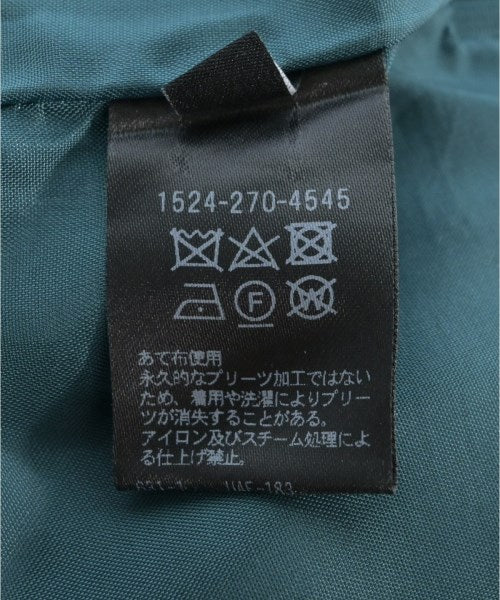 1524-270-4545
F W
あて布使用
永久的なプリーツ加工ではない
ため、着用や洗濯によりプリー
ツが消失することがある。
アイロン及びスチーム処理によ
る仕上げ禁止。